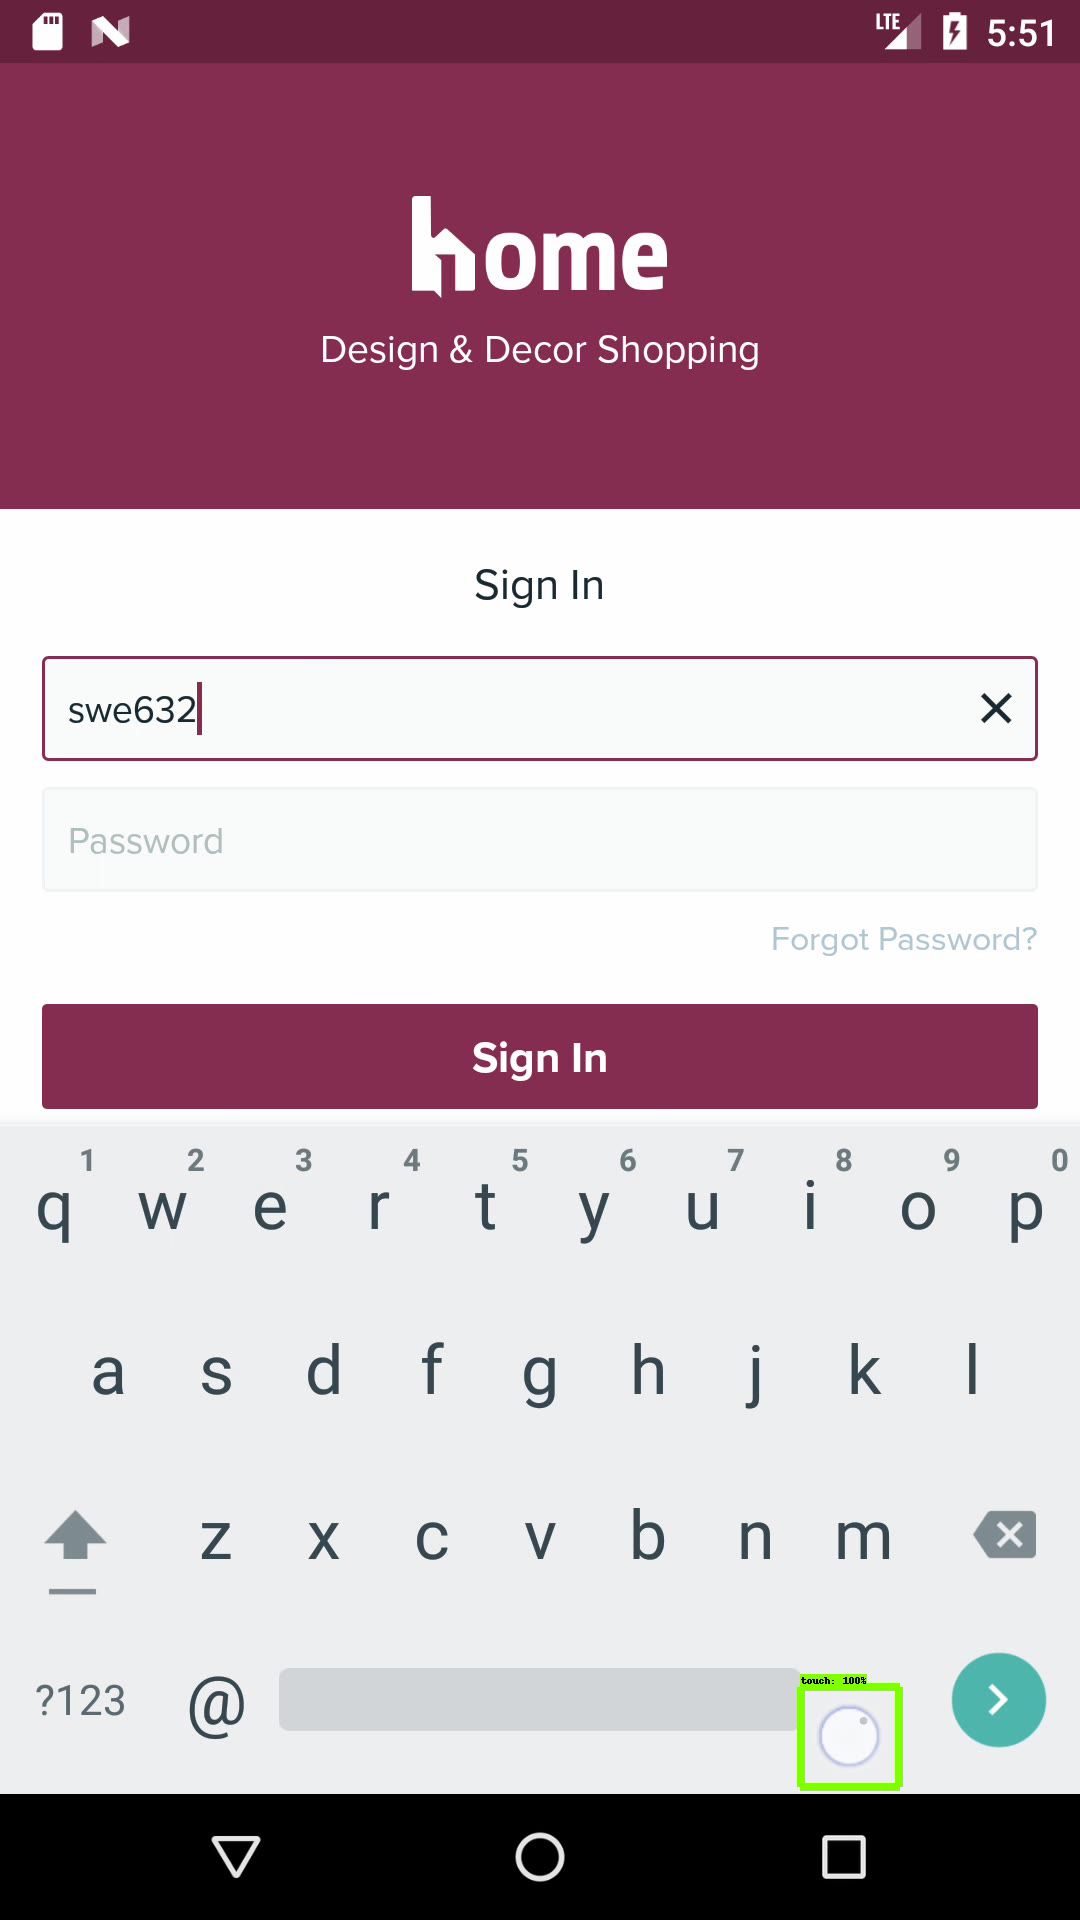 LTE 5:51
home
Design & Decor Shopping
Sign In
swe632
Password
Forgot Password?
Sign In
1 2 3 4 5 6 7 8 9 0
q w e r t y u i o p
a s d f g h j k l
z x c v b n m
touch: 100%
?123 @